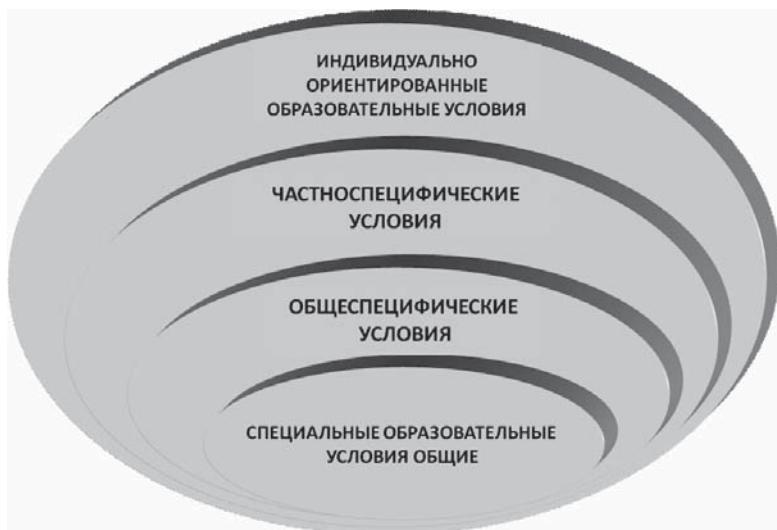 ИНДИВИДУАЛЬНО
ОРИЕНТИРОВАННЫЕ
ОБРАЗОВАТЕЛЬНЫЕ УСЛОВИЯ
ЧАСТНОСПЕЦИФИЧЕСКИЕ
УСЛОВИЯ
ОБЩЕСПЕЦИФИЧЕСКИЕ
УСЛОВИЯ
СПЕЦИАЛЬНЫЕ ОБРАЗОВАТЕЛЬНЫЕ
УСЛОВИЯ ОБЩИЕ